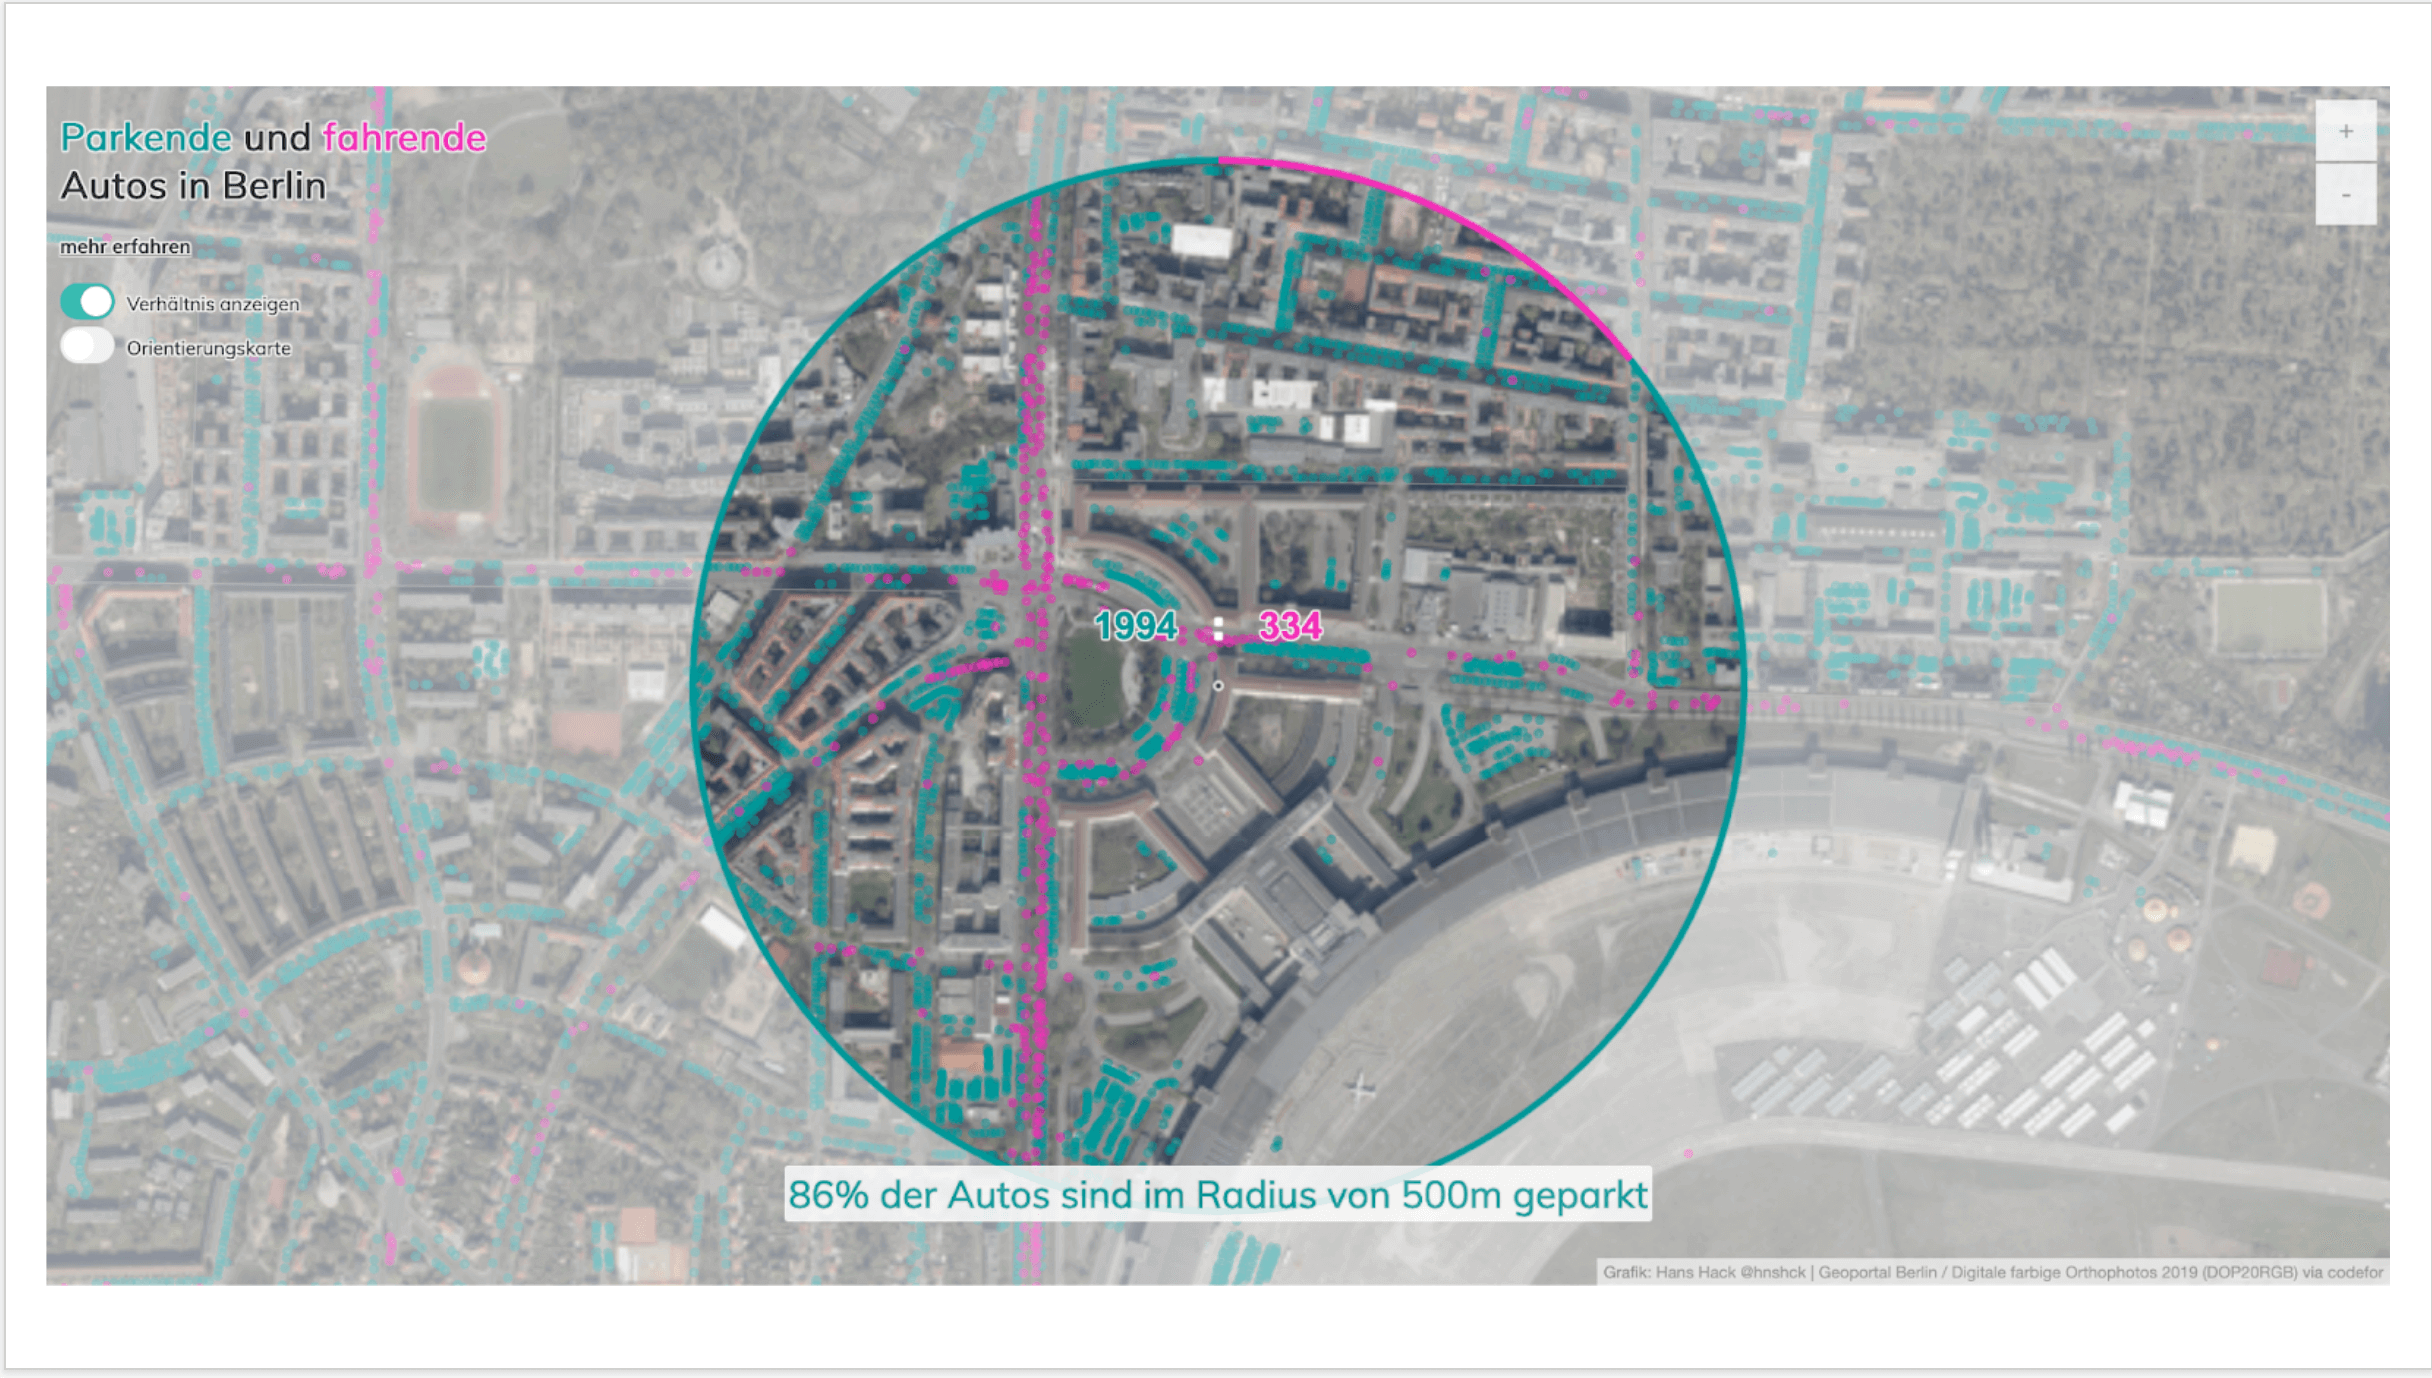 Parkende und fahrende
Autos in Berlin
mehr erfahren
Verhältnis anzeigen
Orientierungskarte
+
-
1994 : 334
86% der Autos sind im Radius von 500m geparkt
Grafik: Hans Hack @hnshck | Geoportal Berlin / Digitale farbige Orthophotos 2019 (DOP20RGB) via codefor